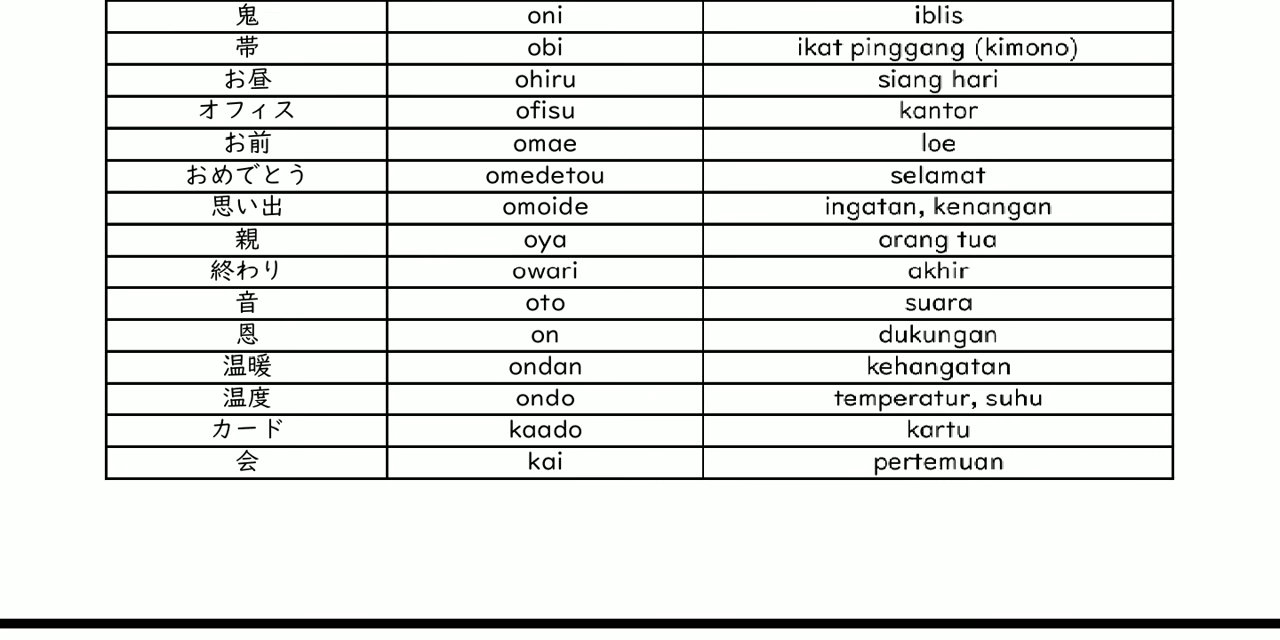 鬼 oni iblis
帯 obi ikat pinggang (kimono)
お昼 ohiru siang hari
オフィス ofisu kantor
お前 omae loe
おめでとう omedetou selamat
思い出 omoide ingatan, kenangan
親 oya orang tua
終わり owari akhir
音 oto suara
恩 on dukungan
温暖 ondan kehangatan
温度 ondo temperatur, suhu
カード kaado kartu
会 kai pertemuan